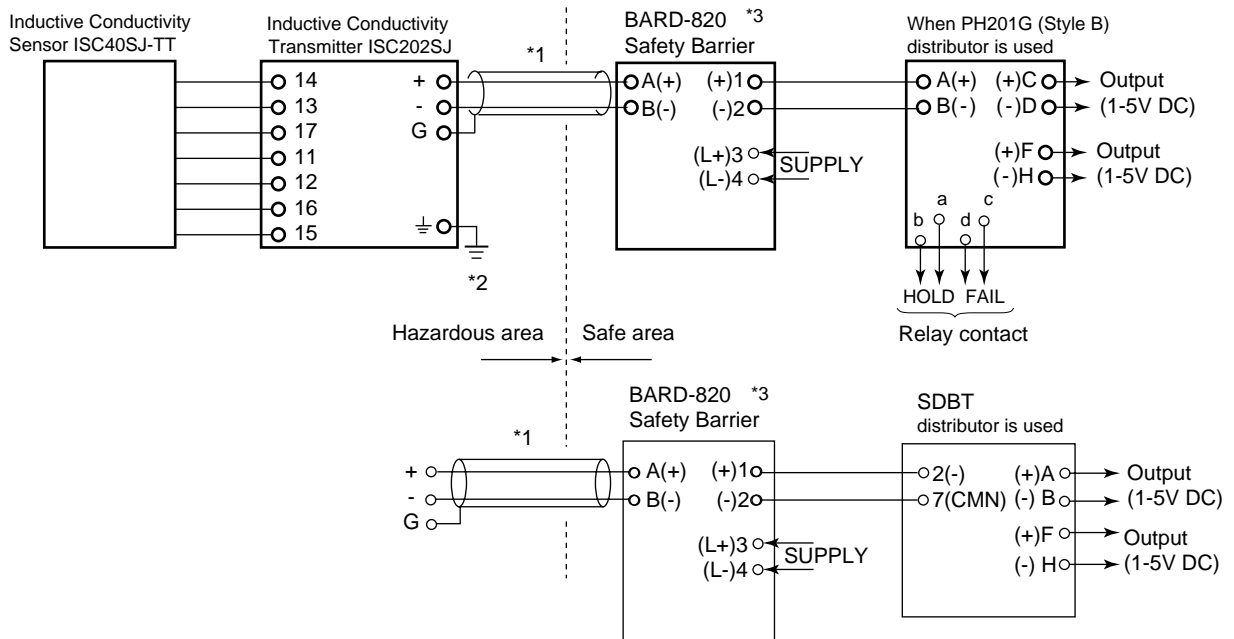 Inductive Conductivity
Sensor ISC40SJ-TT
Inductive Conductivity
Transmitter ISC202SJ
14
13
17
11
12
16
15
+
-
G
*1
*2
BARD-820 *3
Safety Barrier
A(+) (+)1
B(-) (-)2
(L+)3
(L-)4
SUPPLY
When PH201G (Style B)
distributor is used
A(+) (+)C
B(-) (-)D
(+)F
(-)H
Output
(1-5V DC)
Output
(1-5V DC)
b a d c
HOLD FAIL
Relay contact
Hazardous area Safe area
*1
+
-
G
BARD-820 *3
Safety Barrier
A(+) (+)1
B(-) (-)2
(L+)3
(L-)4
SUPPLY
SDBT
distributor is used
2(-) (+)A
7(CMN) (-) B
(+)F
(-) H
Output
(1-5V DC)
Output
(1-5V DC)